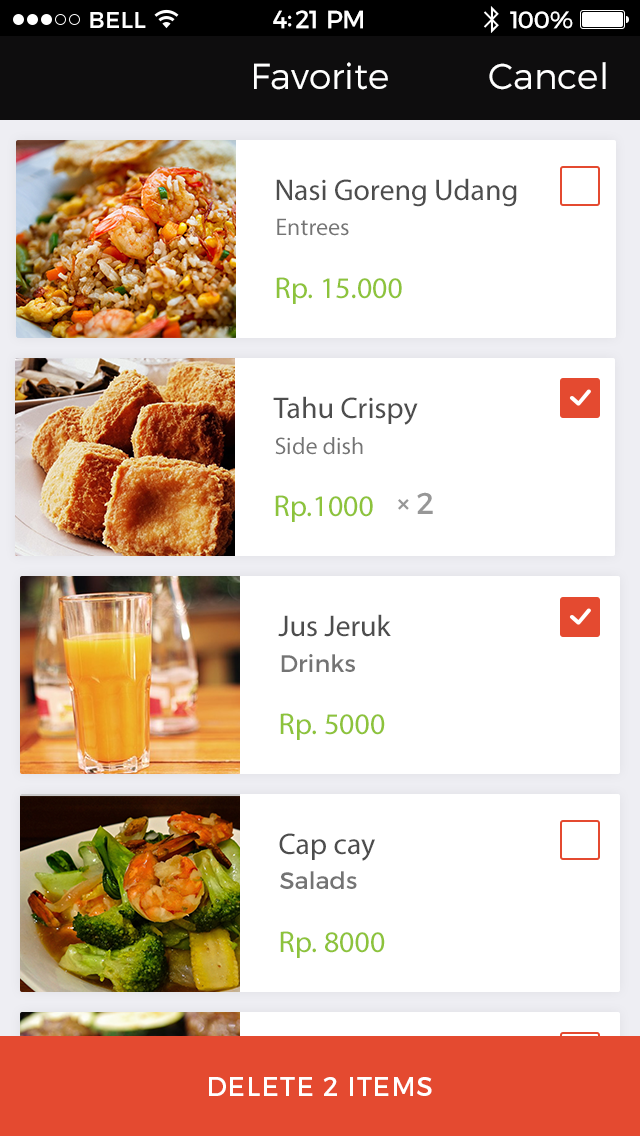 BELL 4:21 PM 100%
Favorite Cancel
Nasi Goreng Udang
Entrees
Rp. 15.000
Tahu Crispy
Side dish
Rp.1000 × 2
Jus Jeruk
Drinks
Rp. 5000
Cap cay
Salads
Rp. 8000
DELETE 2 ITEMS